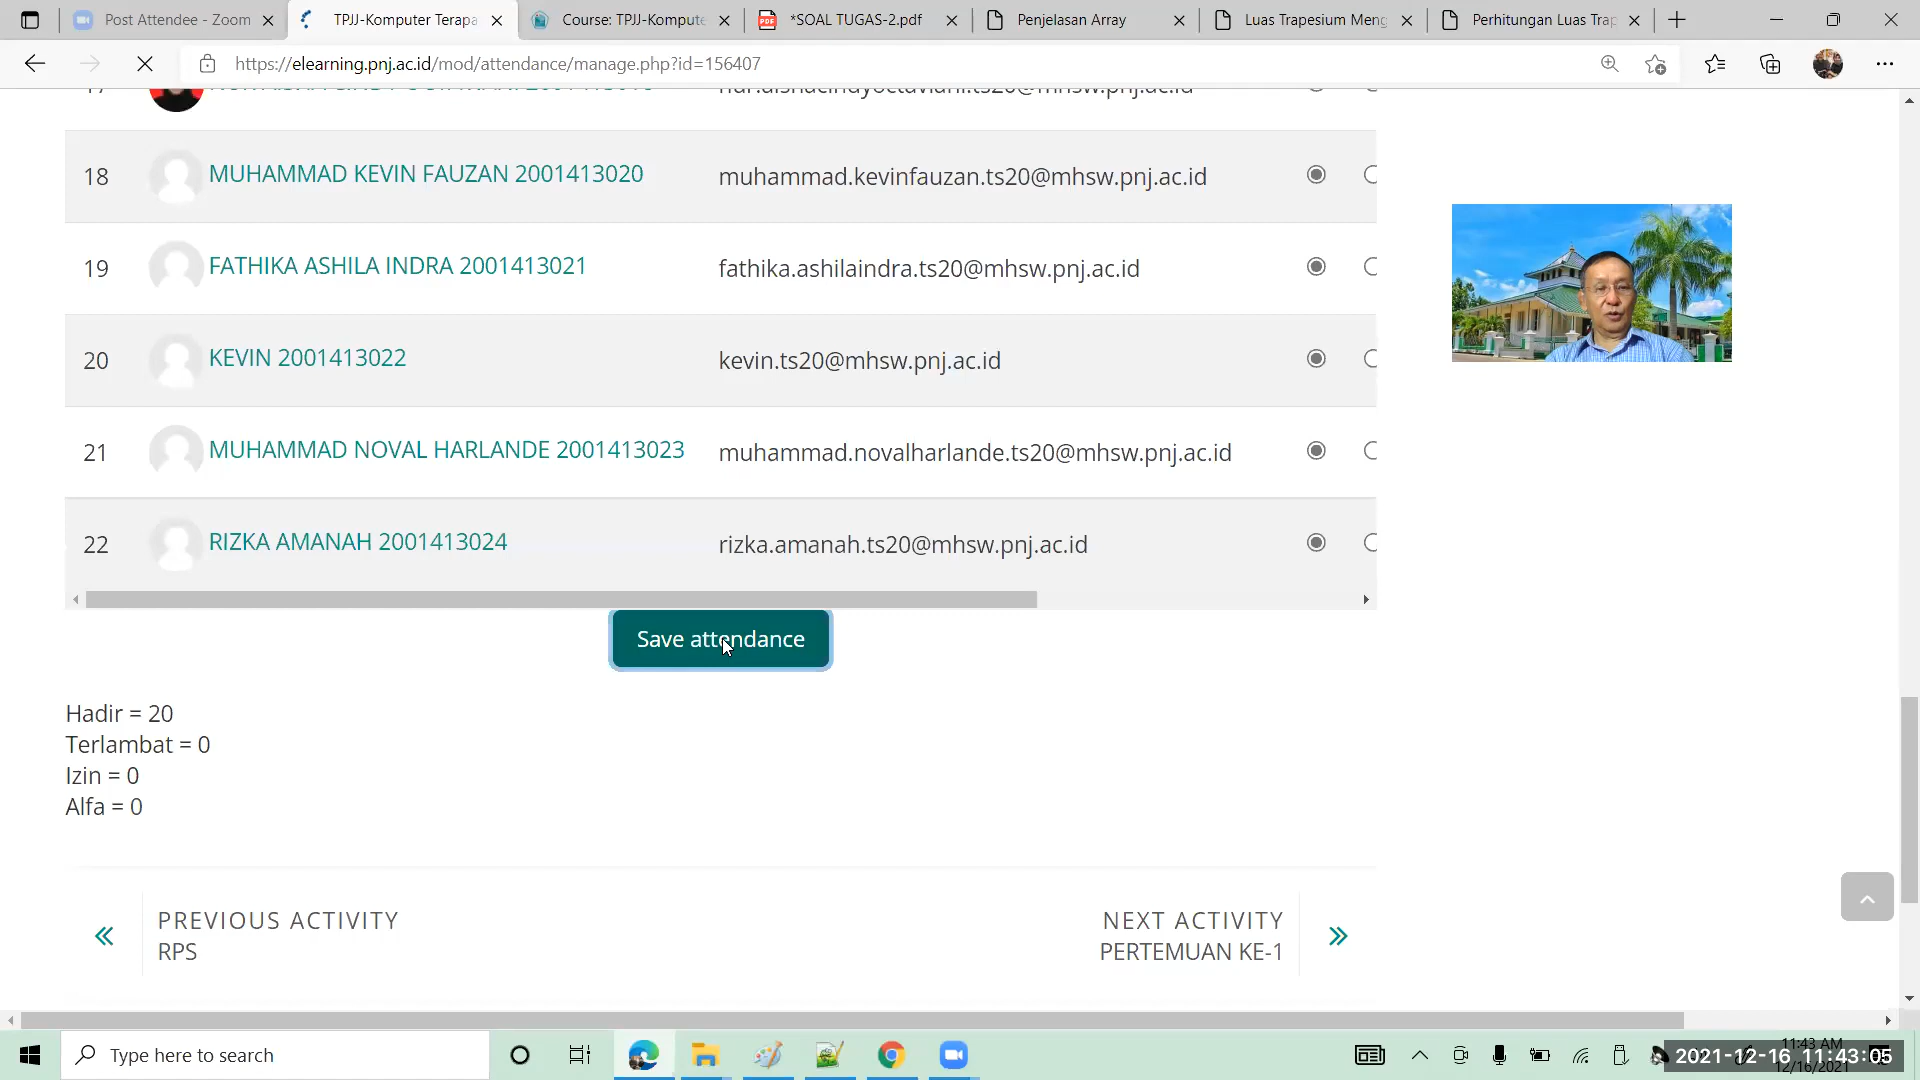 Post Attendee - Zoom
TPJJ-Komputer Terapa
Course: TPJJ-Kompute
*SOAL TUGAS-2.pdf
Penjelasan Array
Luas Trapesium Meng
Perhitungan Luas Trap
https://elearning.pnj.ac.id/mod/attendance/manage.php?id=156407
18 MUHAMMAD KEVIN FAUZAN 2001413020 muhammad.kevinfauzan.ts20@mhsw.pnj.ac.id
19 FATHIKA ASHILA INDRA 2001413021 fathika.ashilaindra.ts20@mhsw.pnj.ac.id
20 KEVIN 2001413022 kevin.ts20@mhsw.pnj.ac.id
21 MUHAMMAD NOVAL HARLANDE 2001413023 muhammad.novalharlande.ts20@mhsw.pnj.ac.id
22 RIZKA AMANAH 2001413024 rizka.amanah.ts20@mhsw.pnj.ac.id
Save attendance
Hadir = 20
Terlambat = 0
Izin = 0
Alfa = 0
PREVIOUS ACTIVITY
RPS
NEXT ACTIVITY
PERTEMUAN KE-1
Type here to search
11:43 AM
2021-12-16 11:43:05
12/16/2021